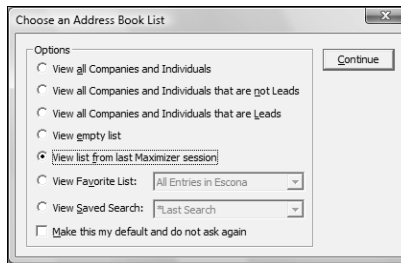 Choose an Address Book List
Options
View all Companies and Individuals
View all Companies and Individuals that are not Leads
View all Companies and Individuals that are Leads
View empty list
View list from last Maximizer session
View Favorite List: All Entries in Escona
View Saved Search: *Last Search
Make this my default and do not ask again
Continue